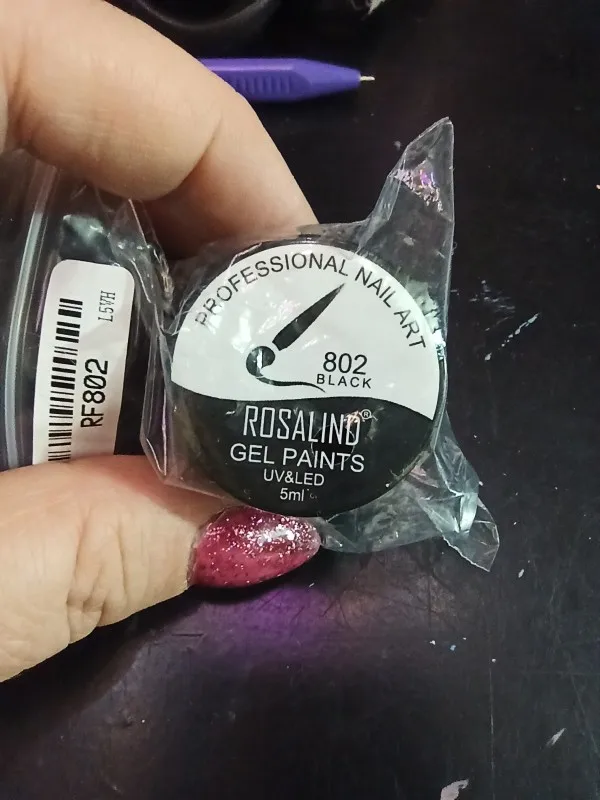 PROFESSIONAL NAIL ART
802
BLACK
ROSALIND®
GEL PAINTS
UV&LED
5ml
RF802
L5VH